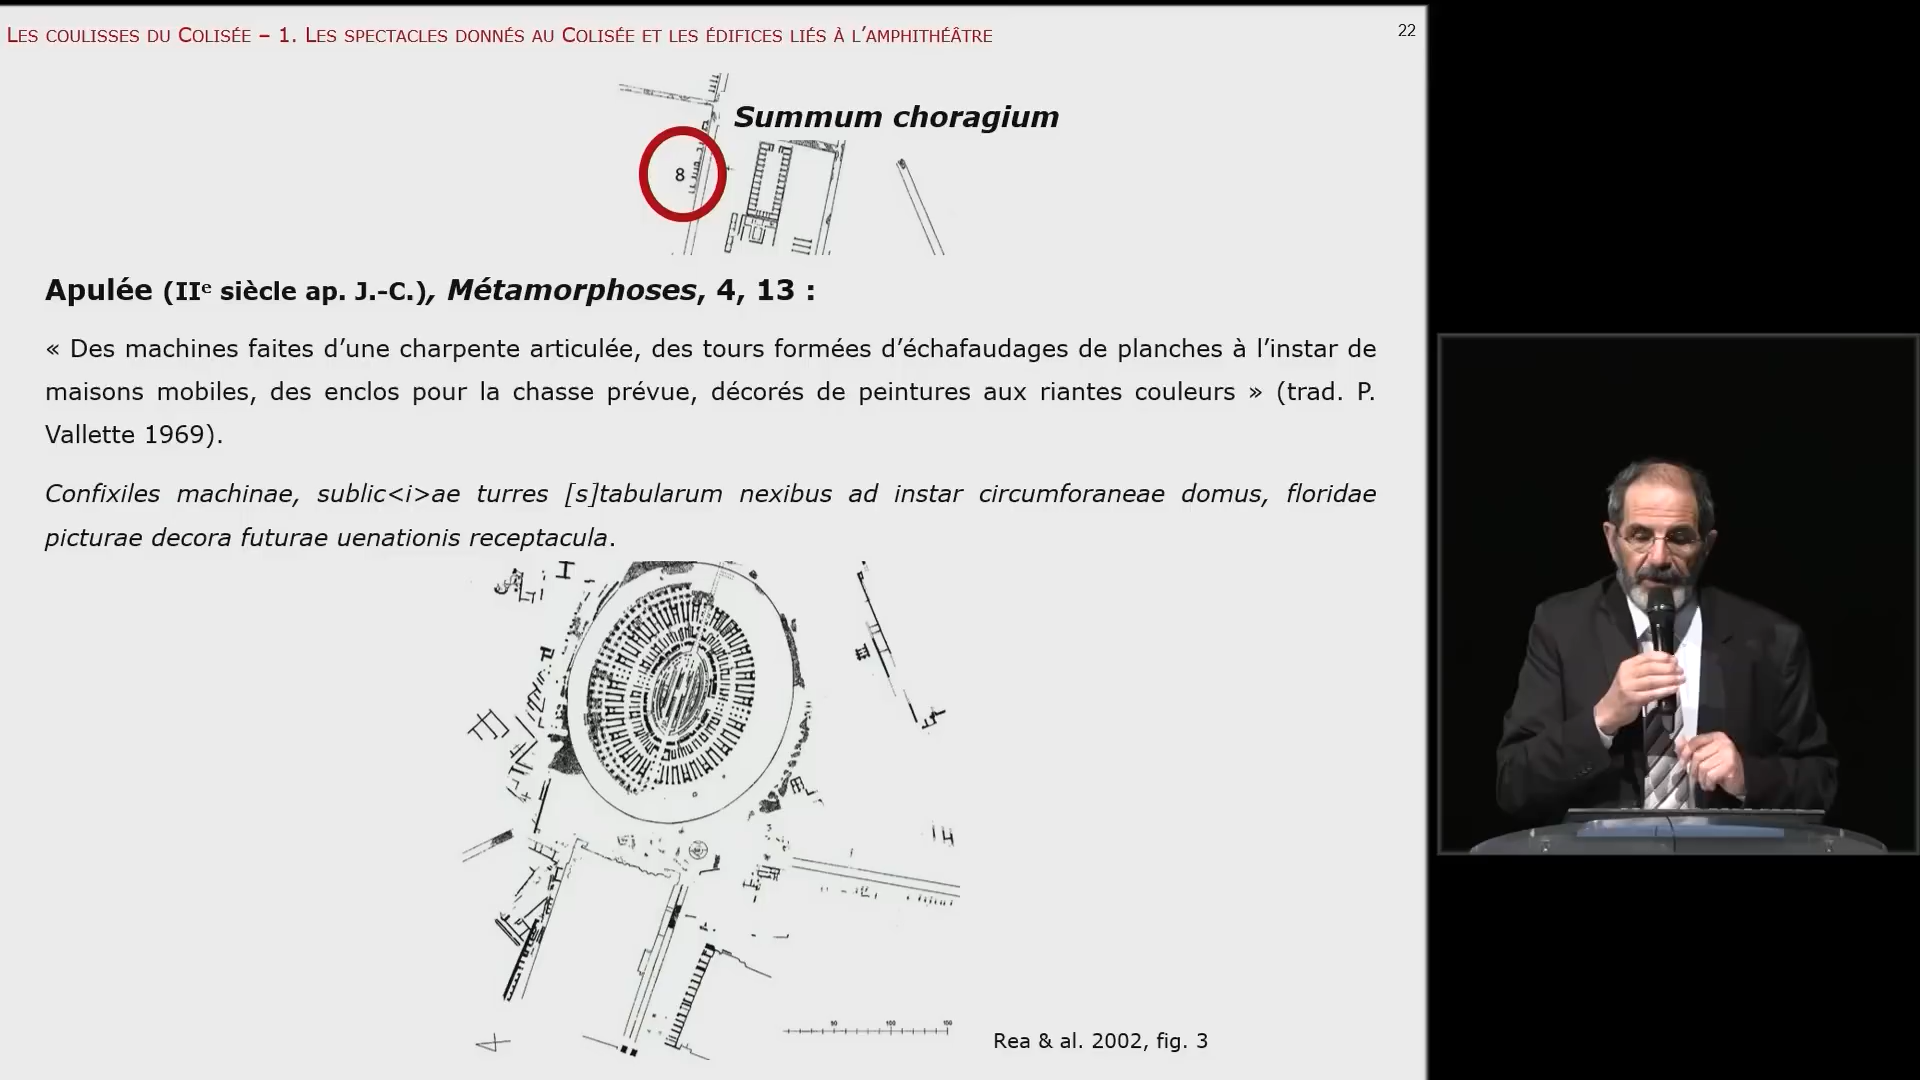 LES COULISSES DU COLISÉE – 1. LES SPECTACLES DONNÉS AU COLISÉE ET LES ÉDIFICES LIÉS À L’AMPHITHÉÂTRE
22
Summum choragium
8
Apulée (IIe siècle ap. J.-C.), Métamorphoses, 4, 13 :
« Des machines faites d’une charpente articulée, des tours formées d’échafaudages de planches à l’instar de
maisons mobiles, des enclos pour la chasse prévue, décorés de peintures aux riantes couleurs » (trad. P.
Vallette 1969).
Confixiles machinae, sublic<i>ae turres [s]tabularum nexibus ad instar circumforaneae domus, floridae
picturae decora futurae uenationis receptacula.
50 100 150
Rea & al. 2002, fig. 3